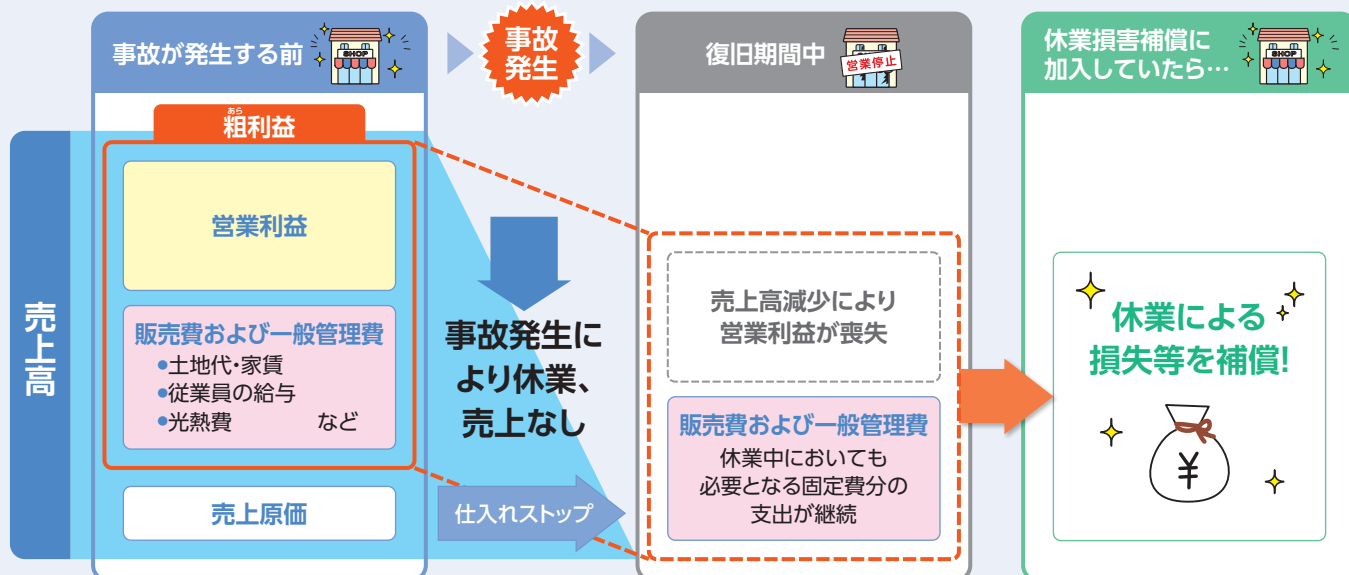 事故が発生する前
SHOP
事故
発生
復旧期間中
営業停止
休業損害補償に
加入していたら…
SHOP
売上高
あら
粗利益
営業利益
販売費および一般管理費
●土地代・家賃
●従業員の給与
●光熱費 など
売上原価
事故発生に
より休業、
売上なし
仕入れストップ
売上高減少により
営業利益が喪失
販売費および一般管理費
休業中においても
必要となる固定費分の
支出が継続
休業による
損失等を補償!
¥